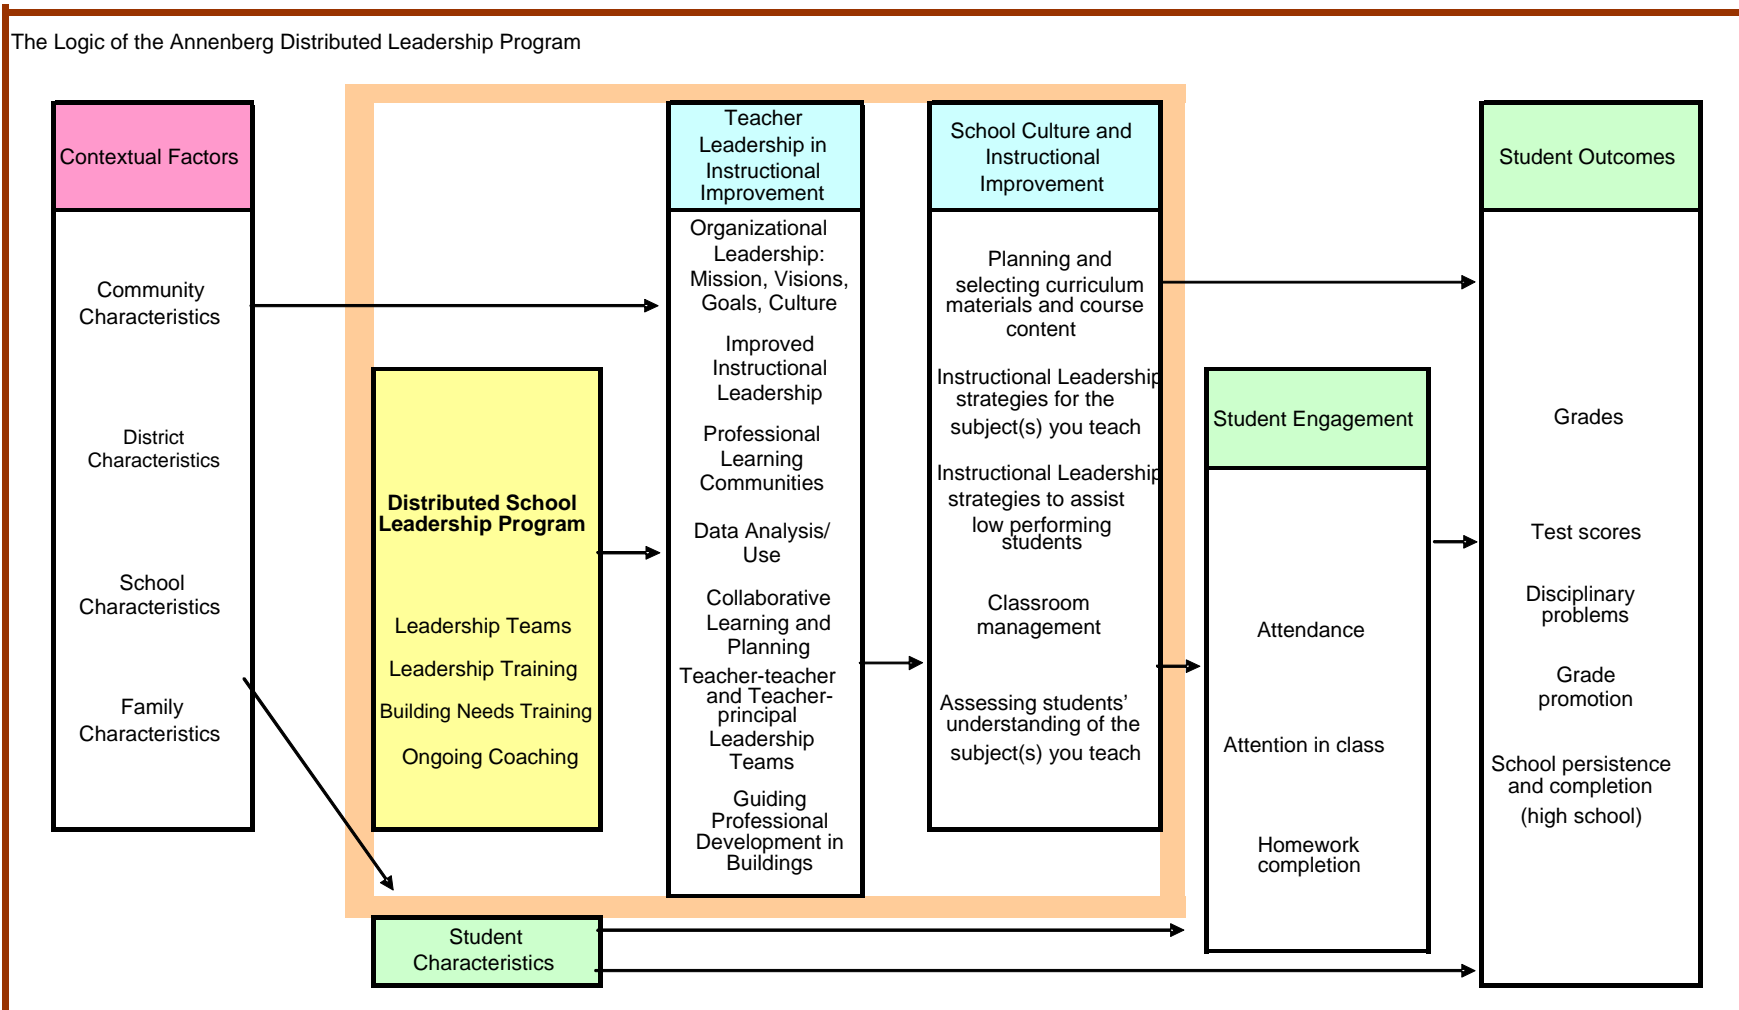 The Logic of the Annenberg Distributed Leadership Program
Contextual Factors
Community
Characteristics
District
Characteristics
School
Characteristics
Family
Characteristics
Distributed School
Leadership Program
Leadership Teams
Leadership Training
Building Needs Training
Ongoing Coaching
Student
Characteristics
Teacher
Leadership in
Instructional
Improvement
Organizational
Leadership:
Mission, Visions,
Goals, Culture
Improved
Instructional
Leadership
Professional
Learning
Communities
Data Analysis/
Use
Collaborative
Learning and
Planning
Teacher-teacher
and Teacher-
principal
Leadership
Teams
Guiding
Professional
Development in
Buildings
School Culture and
Instructional
Improvement
Planning and
selecting curriculum
materials and course
content
Instructional Leadership
strategies for the
subject(s) you teach
Instructional Leadership
strategies to assist
low performing
students
Classroom
management
Assessing students’
understanding of the
subject(s) you teach
Student Engagement
Attendance
Attention in class
Homework
completion
Student Outcomes
Grades
Test scores
Disciplinary
problems
Grade
promotion
School persistence
and completion
(high school)